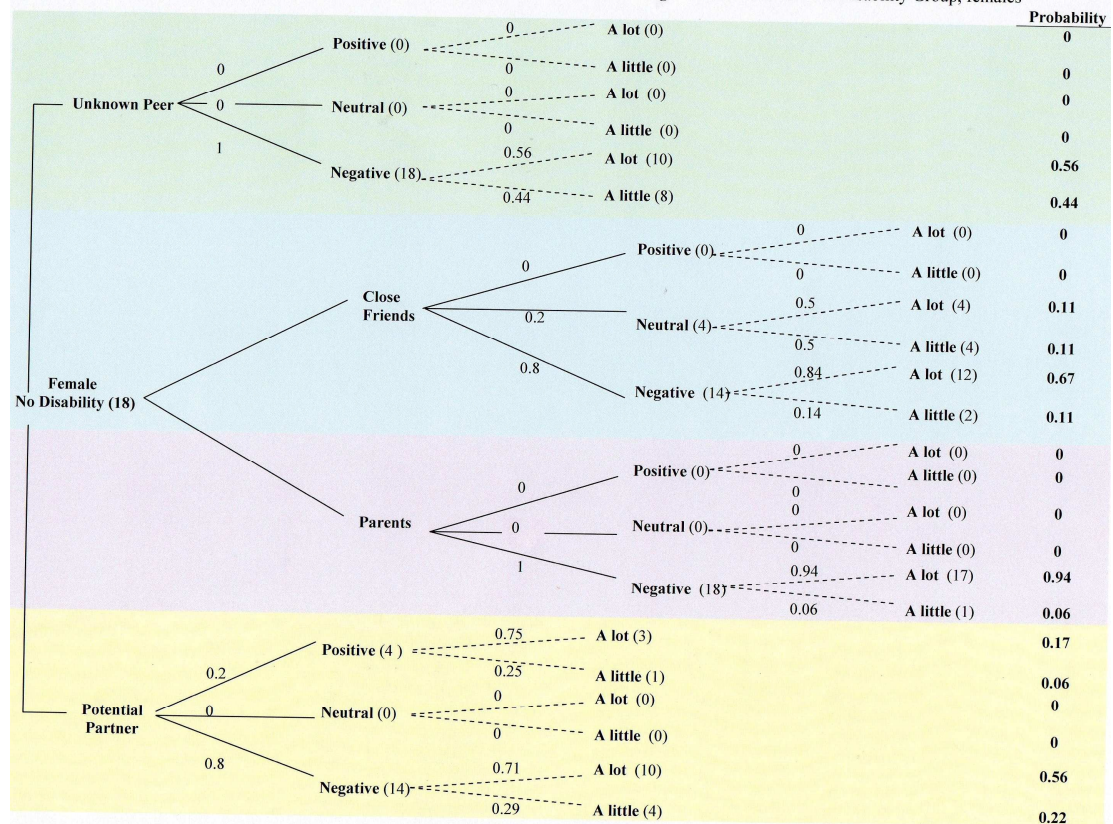 ility Group, females
Probability
0 A lot (0) 0
Positive (0)
0 A little (0) 0
0
0 A lot (0) 0
Unknown Peer 0 Neutral (0)
0 A little (0) 0
1
0.56 A lot (10) 0.56
Negative (18)
0.44 A little (8) 0.44
0 A lot (0) 0
Positive (0)
0 A little (0) 0
0
Close
Friends
0.5 A lot (4) 0.11
0.2 Neutral (4)
0.5 A little (4) 0.11
0.8
0.84 A lot (12) 0.67
Negative (14)
0.14 A little (2) 0.11
Female
No Disability (18)
0 A lot (0) 0
Positive (0)
A little (0) 0
0
0
Parents
0 A lot (0) 0
0 Neutral (0)
0 A little (0) 0
1
0.94 A lot (17) 0.94
Negative (18)
0.06 A little (1) 0.06
0.75 A lot (3) 0.17
Positive (4 )
0.25 A little (1) 0.06
0.2
0 A lot (0) 0
Potential
Partner
0 Neutral (0)
0 A little (0) 0
0.8
0.71 A lot (10) 0.56
Negative (14)
0.29 A little (4) 0.22